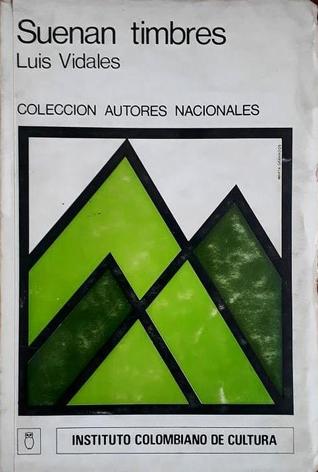 Suenan timbres
Luis Vidales
COLECCION AUTORES NACIONALES
INSTITUTO COLOMBIANO DE CULTURA